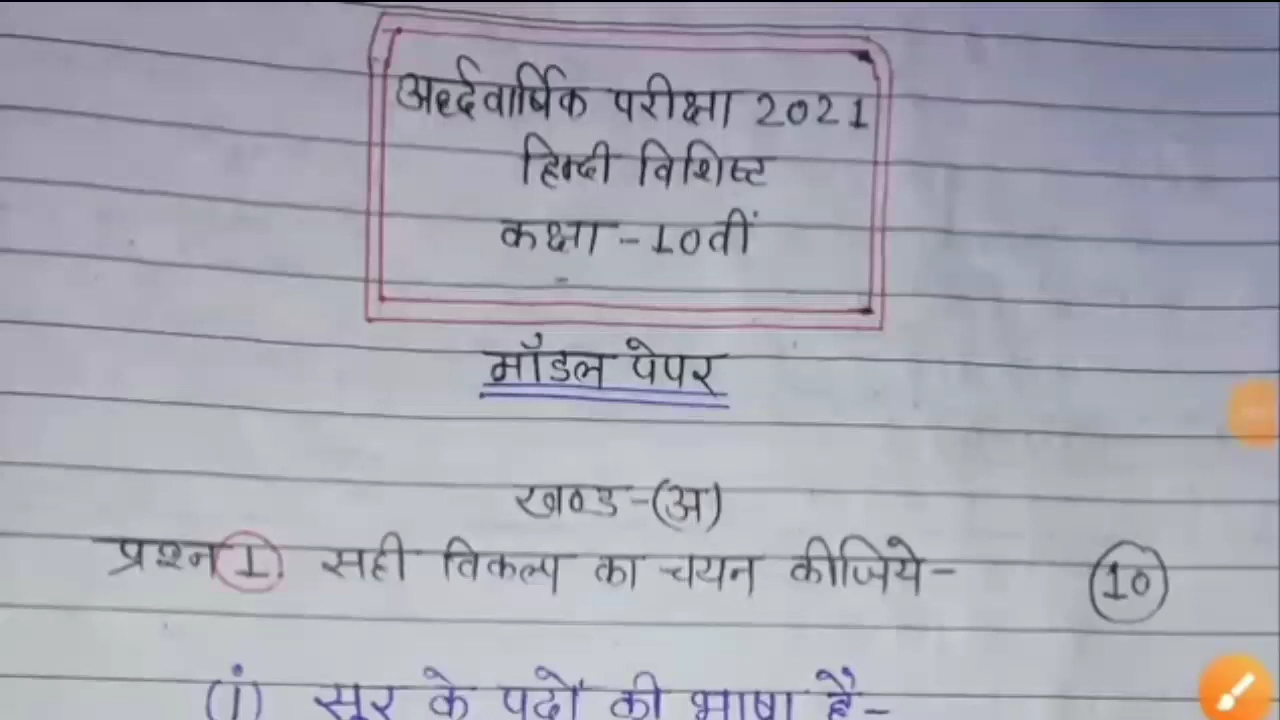 अर्द्धवार्षिक परीक्षा 2021
हिन्दी विशिष्ट
कक्षा - 10वीं
मॉडल पेपर
खण्ड-(अ)
प्रश्न 1. सही विकल्प का चयन कीजिये- 10
(i) सूर के पदों की भाषा है-